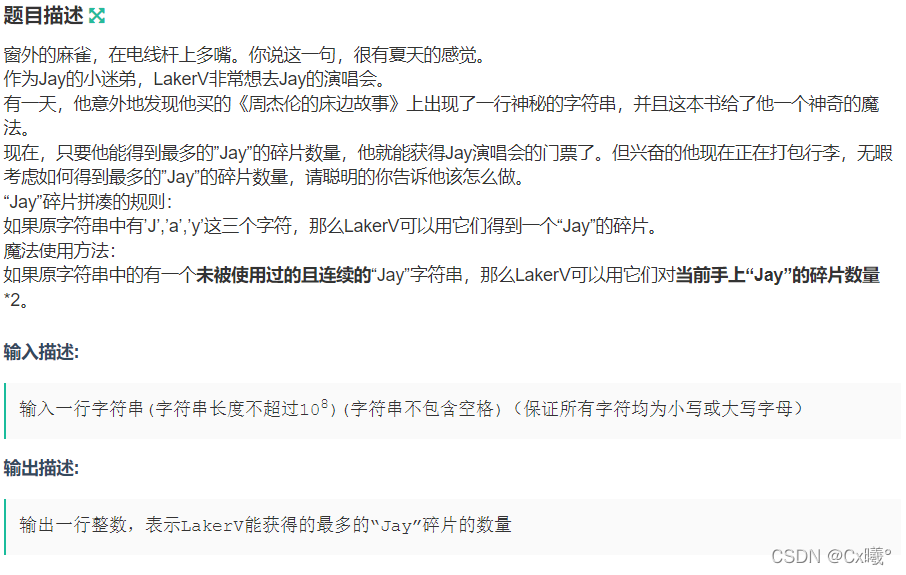 题目描述
窗外的麻雀，在电线杆上多嘴。你说这一句，很有夏天的感觉。
作为Jay的小迷弟，LakerV非常想去Jay的演唱会。
有一天，他意外地发现他买的《周杰伦的床边故事》上出现了一行神秘的字符串，并且这本书给了他一个神奇的魔
法。
现在，只要他能得到最多的”Jay”的碎片数量，他就能获得Jay演唱会的门票了。但兴奋的他现在正在打包行李，无暇
考虑如何得到最多的”Jay”的碎片数量，请聪明的你告诉他该怎么做。
“Jay”碎片拼凑的规则：
如果原字符串中有’J’,’a’,’y’这三个字符，那么LakerV可以用它们得到一个“Jay”的碎片。
魔法使用方法：
如果原字符串中的有一个未被使用过的且连续的“Jay”字符串，那么LakerV可以用它们对当前手上“Jay”的碎片数量
*2。
输入描述:
输入一行字符串(字符串长度不超过10^8)(字符串不包含空格)（保证所有字符均为小写或大写字母）
输出描述:
输出一行整数，表示LakerV能获得的最多的“Jay”碎片的数量
CSDN @Cx曦°